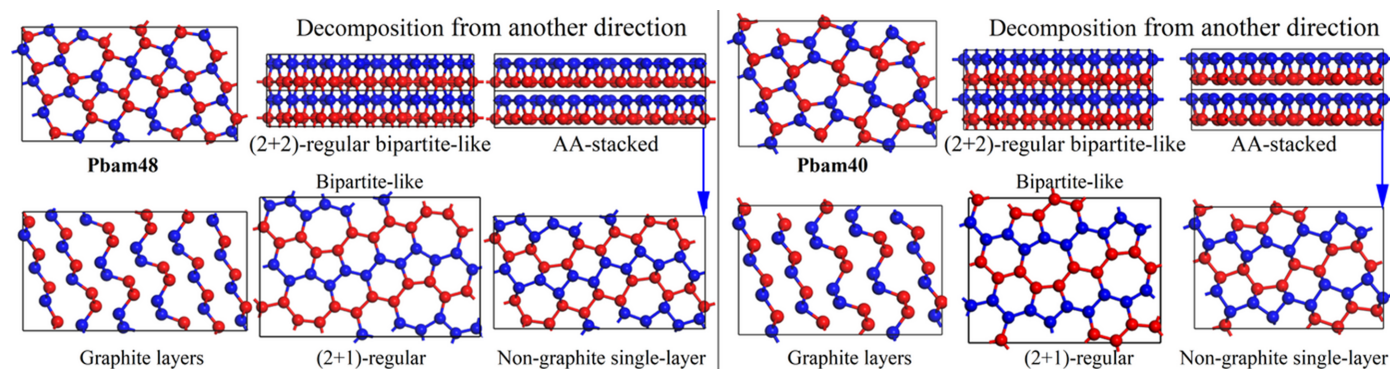 Decomposition from another direction
(2+2)-regular bipartite-like
AA-stacked
Pbam48
Bipartite-like
Graphite layers
(2+1)-regular
Non-graphite single-layer
Decomposition from another direction
(2+2)-regular bipartite-like
AA-stacked
Pbam40
Bipartite-like
Graphite layers
(2+1)-regular
Non-graphite single-layer